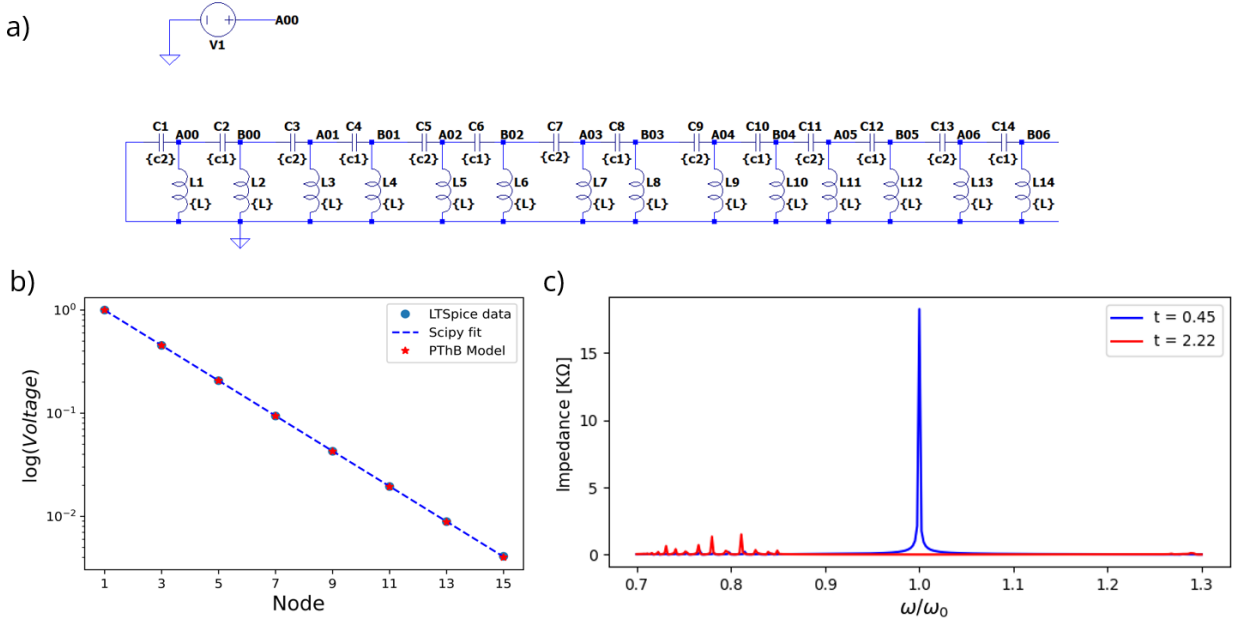 a)
A00
V1
C1 C2 C3 C4 C5 C6 C7 C8 C9 C10 C11 C12 C13 C14
A00 B00 A01 B01 A02 B02 A03 B03 A04 B04 A05 B05 A06 B06
{c2} {c1} {c2} {c1} {c2} {c1} {c2} {c1} {c2} {c1} {c2} {c1} {c2} {c1}
L1 L2 L3 L4 L5 L6 L7 L8 L9 L10 L11 L12 L13 L14
{L} {L} {L} {L} {L} {L} {L} {L} {L} {L} {L} {L} {L} {L}
b)
log(Voltage)
10⁰
10⁻¹
10⁻²
LTSpice data
Scipy fit
PThB Model
1 3 5 7 9 11 13 15
Node
c)
Impedance [KΩ]
15
10
5
0
t = 0.45
t = 2.22
0.7 0.8 0.9 1.0 1.1 1.2 1.3
ω/ω₀